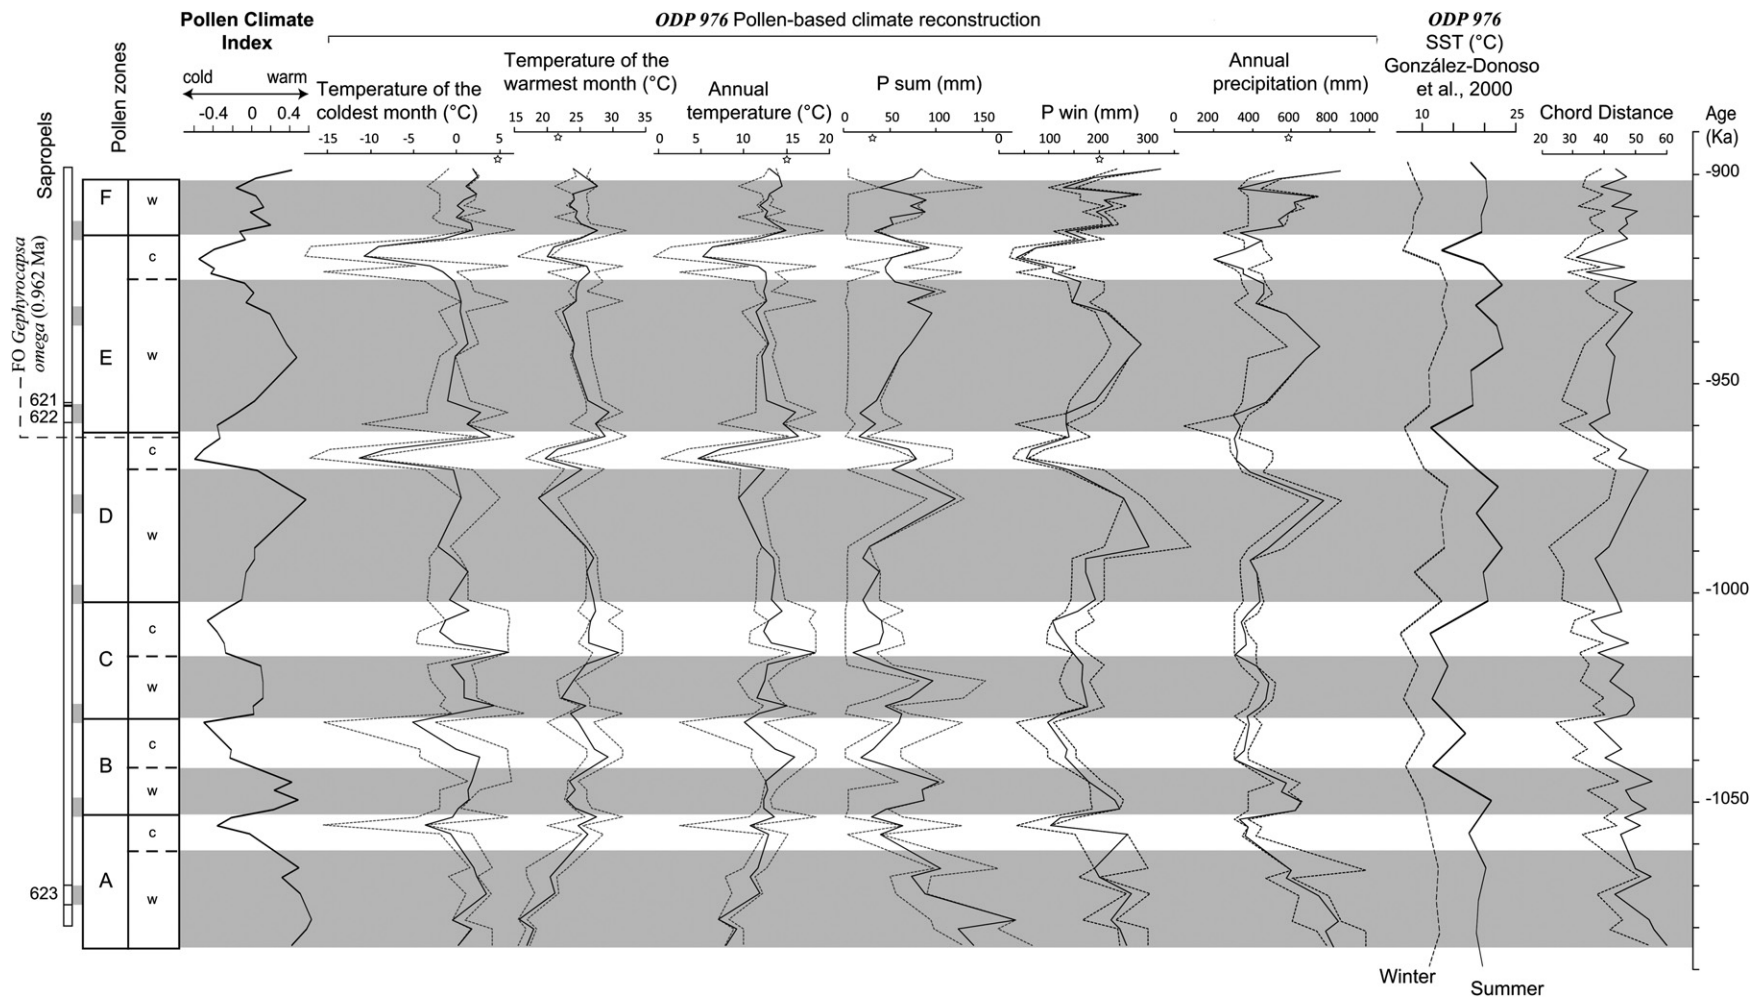 Pollen Climate
Index
ODP 976 Pollen-based climate reconstruction
ODP 976
SST (°C)
González-Donoso
et al., 2000
Sapropels
Pollen zones
cold
warm
Temperature of the
coldest month (°C)
Temperature of the
warmest month (°C)
Annual
temperature (°C)
P sum (mm)
P win (mm)
Annual
precipitation (mm)
Chord Distance
Age
(Ka)
-0.4 0 0.4
-15 -10 -5 0 5
15 20 25 30 35
0 5 10 15 20
0 50 100 150
0 100 200 300
0 200 400 600 800 1000
10 25
20 30 40 50 60
FO Gephyrocapsa
omega (0.962 Ma)
621
622
623
F
w
E
c
w
D
c
w
C
c
w
B
c
w
A
c
w
-900
-950
-1000
-1050
Winter
Summer